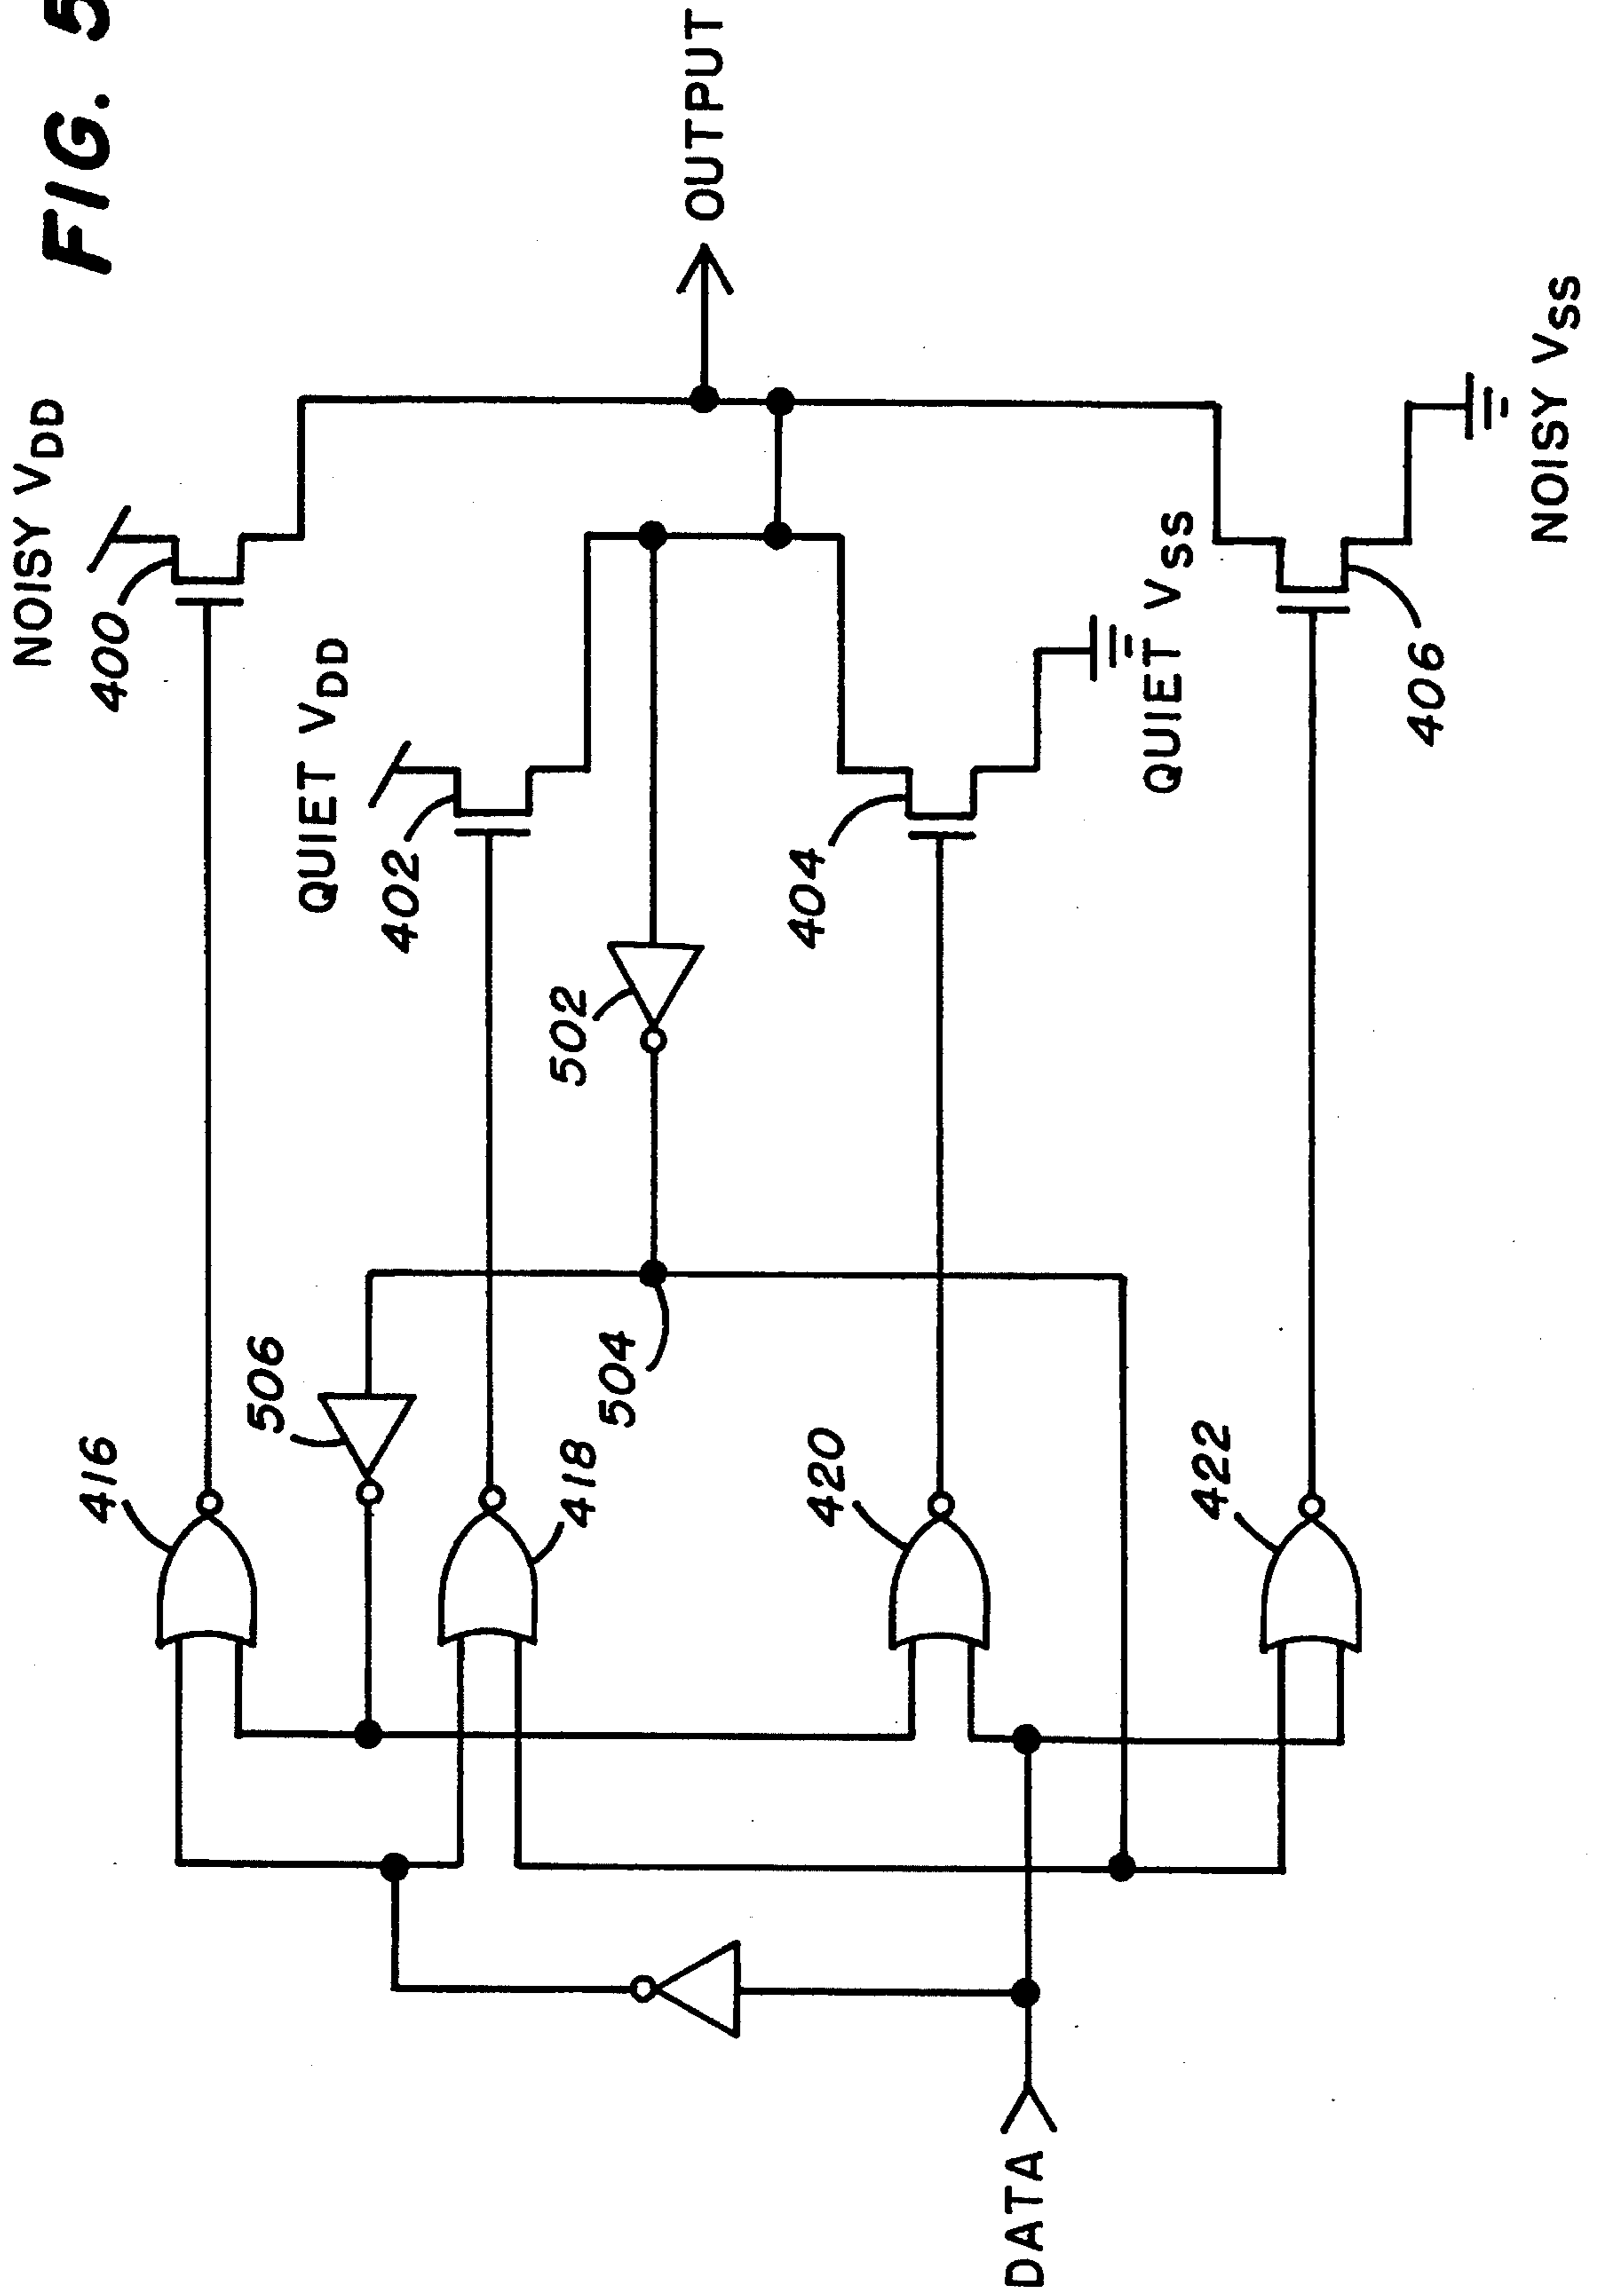 FIG. 5
NOISY VDD
400
QUIET VDD
402
416
506
418
502
504
OUTPUT
404
420
QUIET VSS
422
406
NOISY VSS
DATA